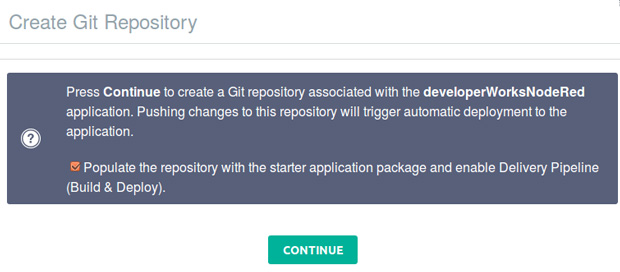 Create Git Repository
Press Continue to create a Git repository associated with the developerWorksNodeRed
application. Pushing changes to this repository will trigger automatic deployment to the
application.
?
Populate the repository with the starter application package and enable Delivery Pipeline
(Build & Deploy).
CONTINUE